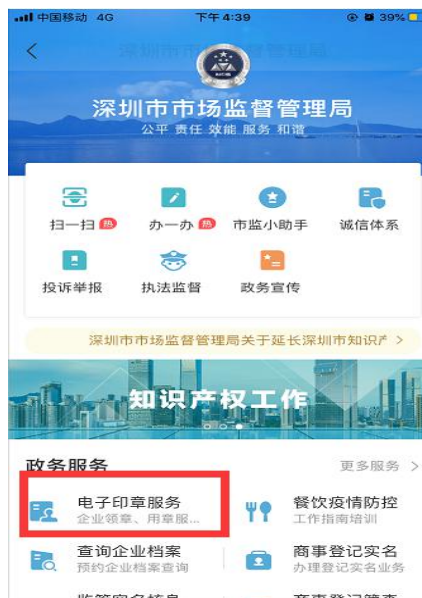 中国移动 4G 下午4:39 39%
深圳市市场监督管理局
公平 责任 效能 服务 和谐
扫一扫 热 办一办 热 市监小助手 诚信体系
投诉举报 执法监督 政务宣传
深圳市市场监督管理局关于延长深圳市知识产 >
知识产权工作
政务服务 更多服务 >
电子印章服务 餐饮疫情防控
企业领章、用章服... 工作指南培训
查询企业档案 商事登记实名
预约企业档案查询 办理登记实名业务